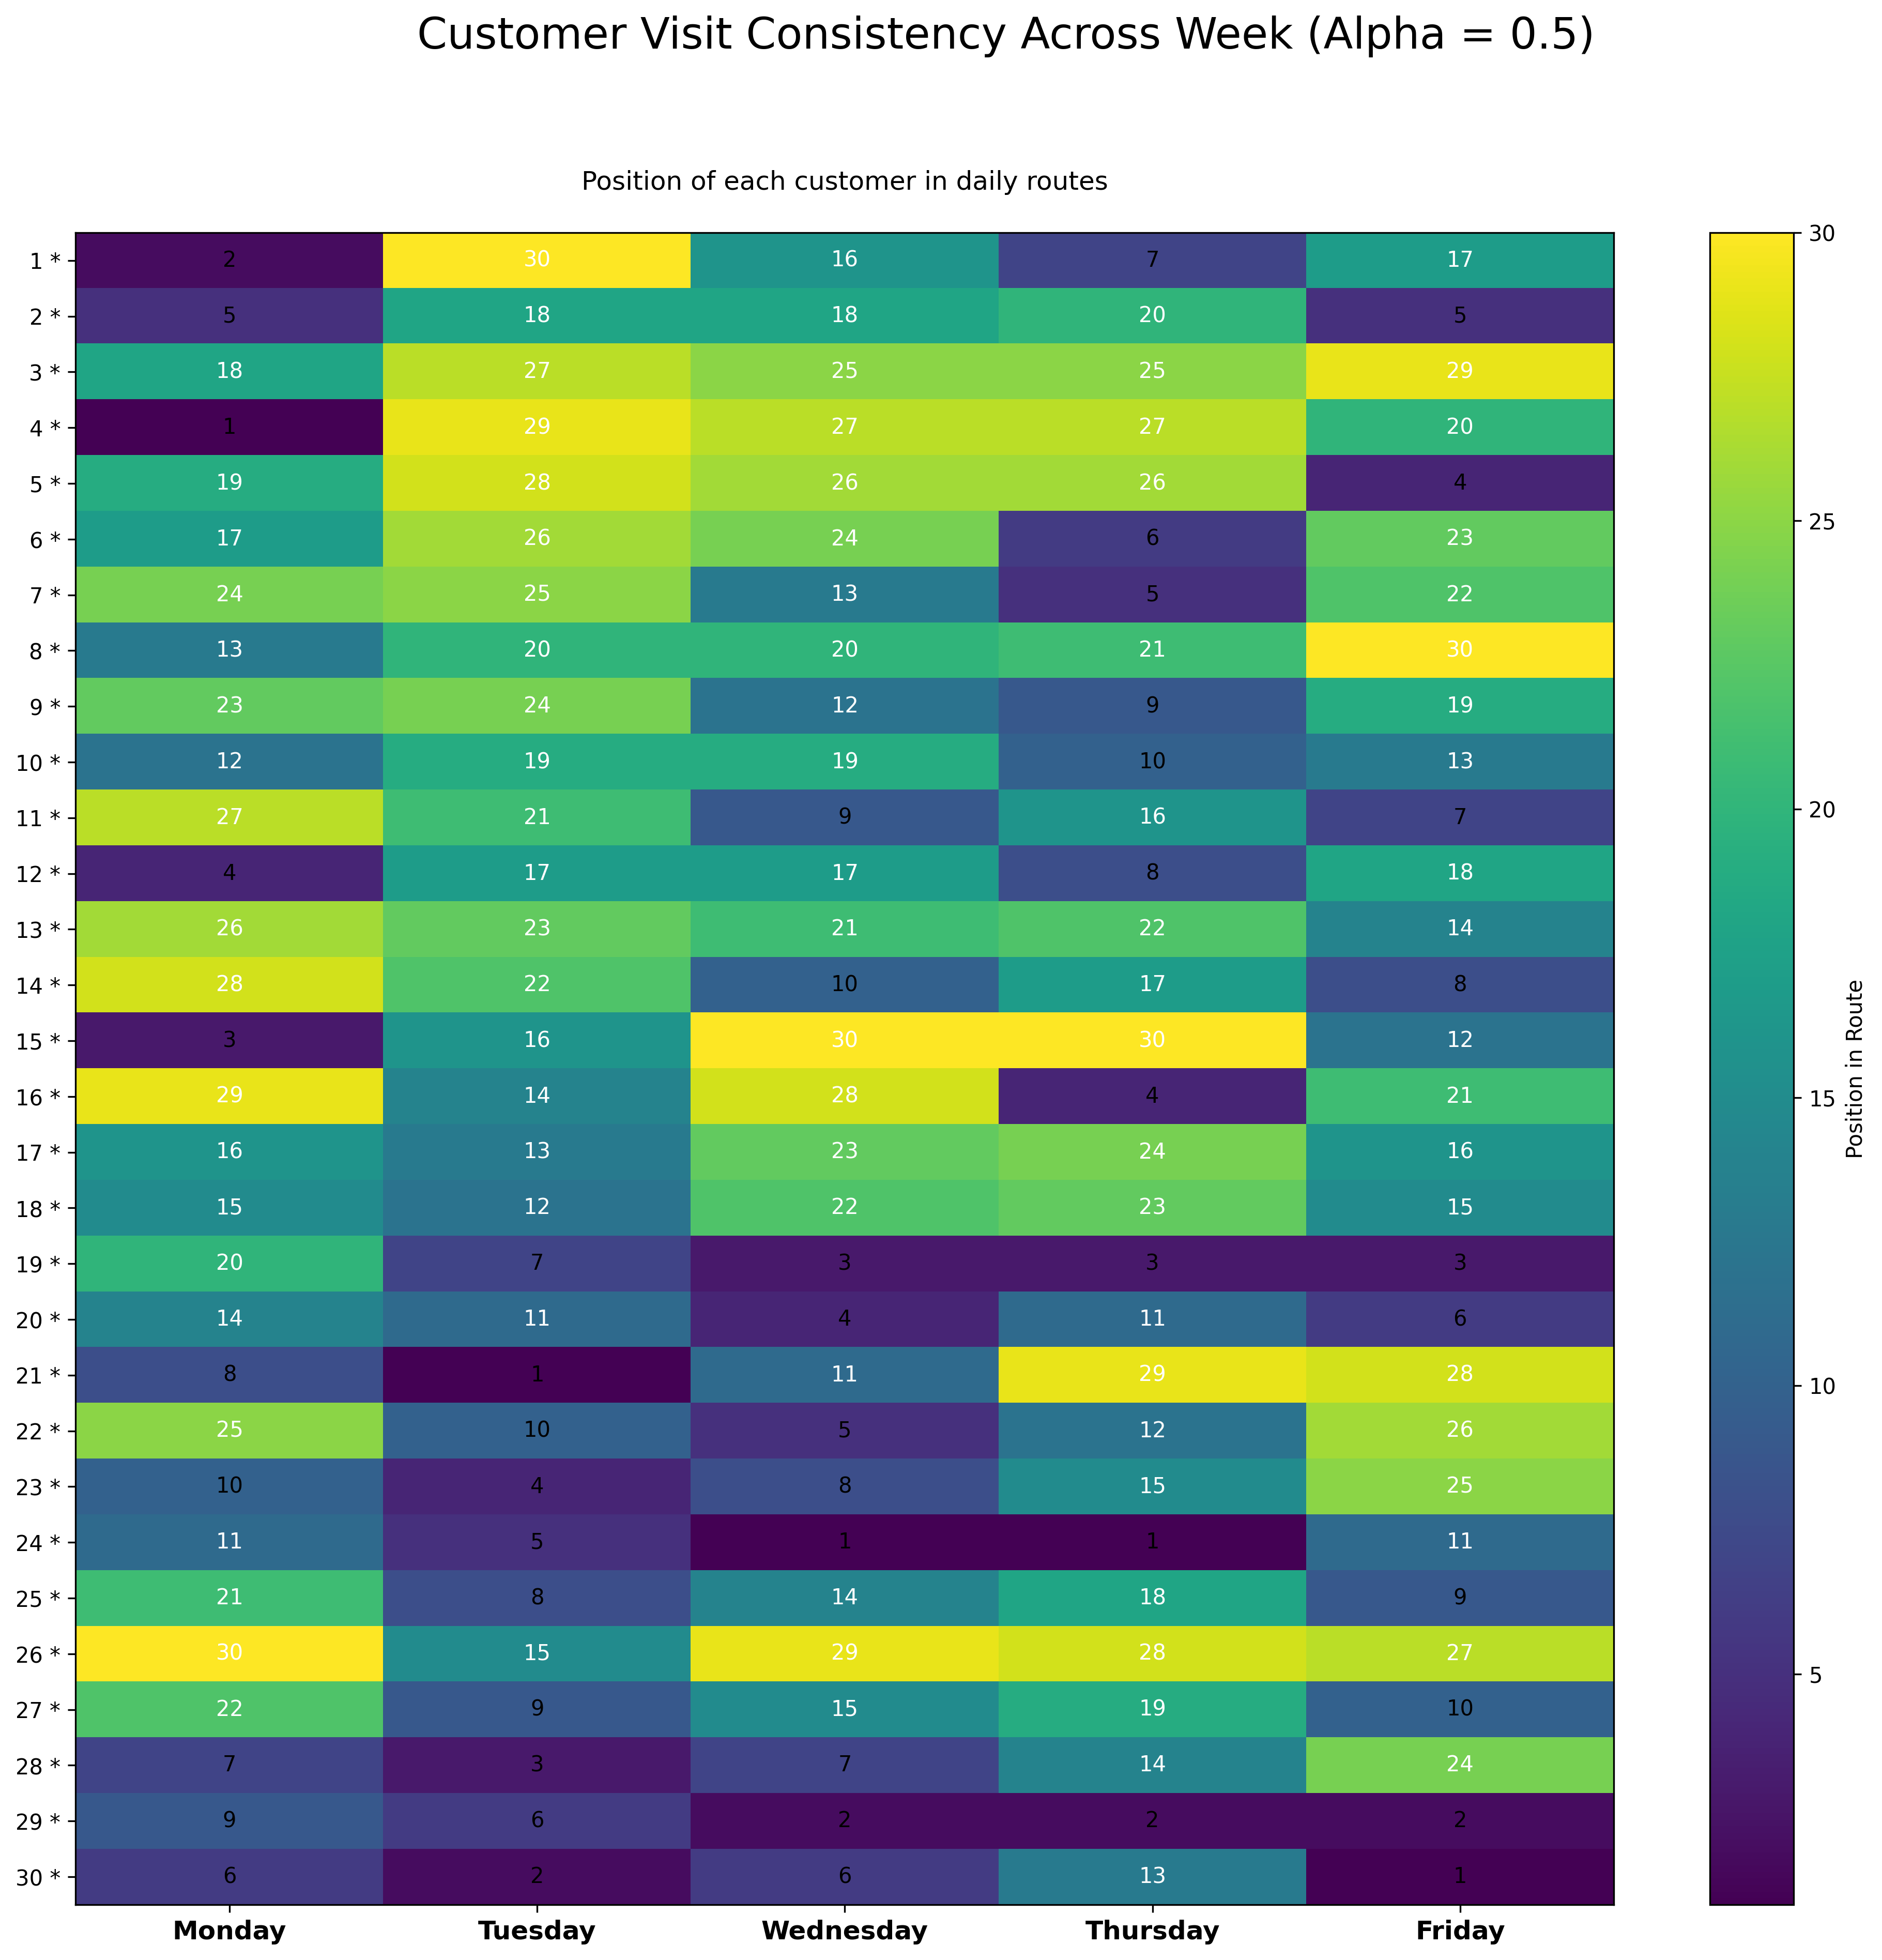 Customer Visit Consistency Across Week (Alpha = 0.5)
Position of each customer in daily routes
1 * 2 30 16 7 17
2 * 5 18 18 20 5
3 * 18 27 25 25 29
4 * 1 29 27 27 20
5 * 19 28 26 26 4
6 * 17 26 24 6 23
7 * 24 25 13 5 22
8 * 13 20 20 21 30
9 * 23 24 12 9 19
10 * 12 19 19 10 13
11 * 27 21 9 16 7
12 * 4 17 17 8 18
13 * 26 23 21 22 14
14 * 28 22 10 17 8
15 * 3 16 30 30 12
16 * 29 14 28 4 21
17 * 16 13 23 24 16
18 * 15 12 22 23 15
19 * 20 7 3 3 3
20 * 14 11 4 11 6
21 * 8 1 11 29 28
22 * 25 10 5 12 26
23 * 10 4 8 15 25
24 * 11 5 1 1 11
25 * 21 8 14 18 9
26 * 30 15 29 28 27
27 * 22 9 15 19 10
28 * 7 3 7 14 24
29 * 9 6 2 2 2
30 * 6 2 6 13 1
Monday Tuesday Wednesday Thursday Friday
30
25
20
15
10
5
Position in Route